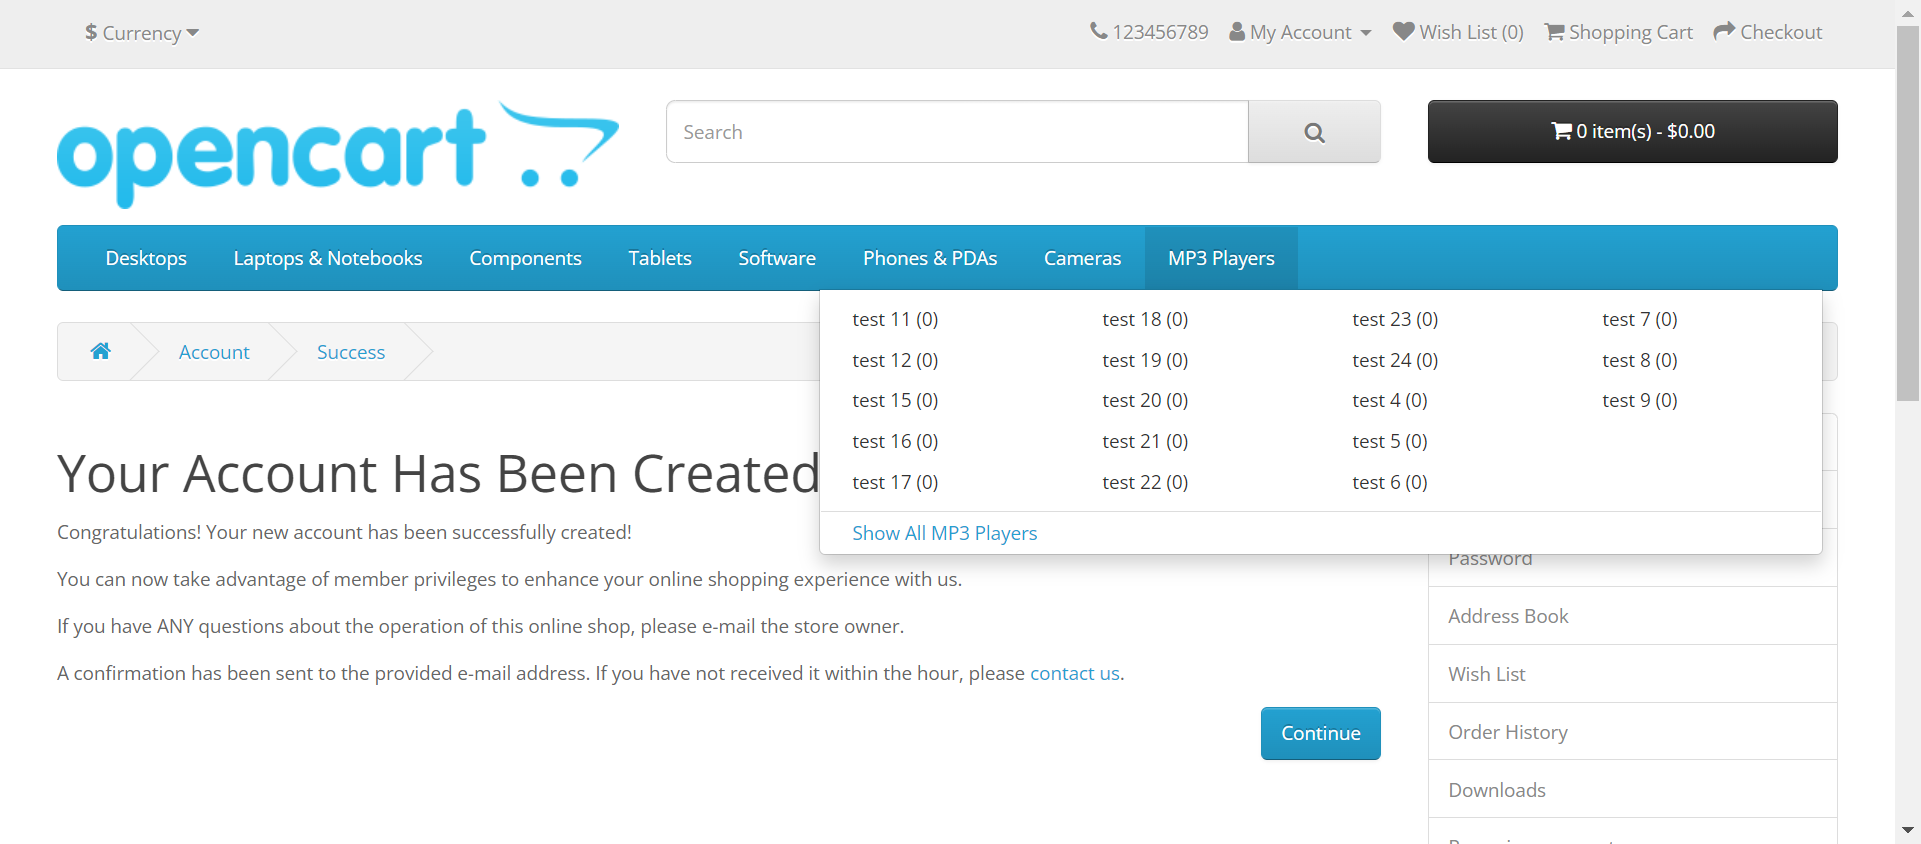 $ Currency
123456789 My Account Wish List (0) Shopping Cart Checkout
opencart
Search
0 item(s) - $0.00
Desktops Laptops & Notebooks Components Tablets Software Phones & PDAs Cameras MP3 Players
test 11 (0) test 18 (0) test 23 (0) test 7 (0)
test 12 (0) test 19 (0) test 24 (0) test 8 (0)
test 15 (0) test 20 (0) test 4 (0) test 9 (0)
test 16 (0) test 21 (0) test 5 (0)
test 17 (0) test 22 (0) test 6 (0)
Show All MP3 Players
Account Success
Your Account Has Been Created
Congratulations! Your new account has been successfully created!
You can now take advantage of member privileges to enhance your online shopping experience with us.
If you have ANY questions about the operation of this online shop, please e-mail the store owner.
A confirmation has been sent to the provided e-mail address. If you have not received it within the hour, please contact us.
Continue
Password
Address Book
Wish List
Order History
Downloads